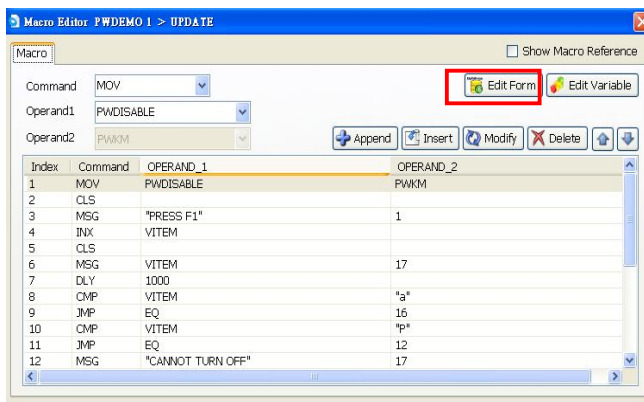 Macro Editor PWDEMO 1 > UPDATE
Macro
Show Macro Reference
Command MOV Edit Form Edit Variable
Operand1 PWDISABLE
Operand2 PWKM Append Insert Modify Delete
Index Command OPERAND_1 OPERAND_2
1 MOV PWDISABLE PWKM
2 CLS
3 MSG "PRESS F1" 1
4 INX VITEM
5 CLS
6 MSG VITEM 17
7 DLY 1000
8 CMP VITEM "a"
9 JMP EQ 16
10 CMP VITEM "P"
11 JMP EQ 12
12 MSG "CANNOT TURN OFF" 17